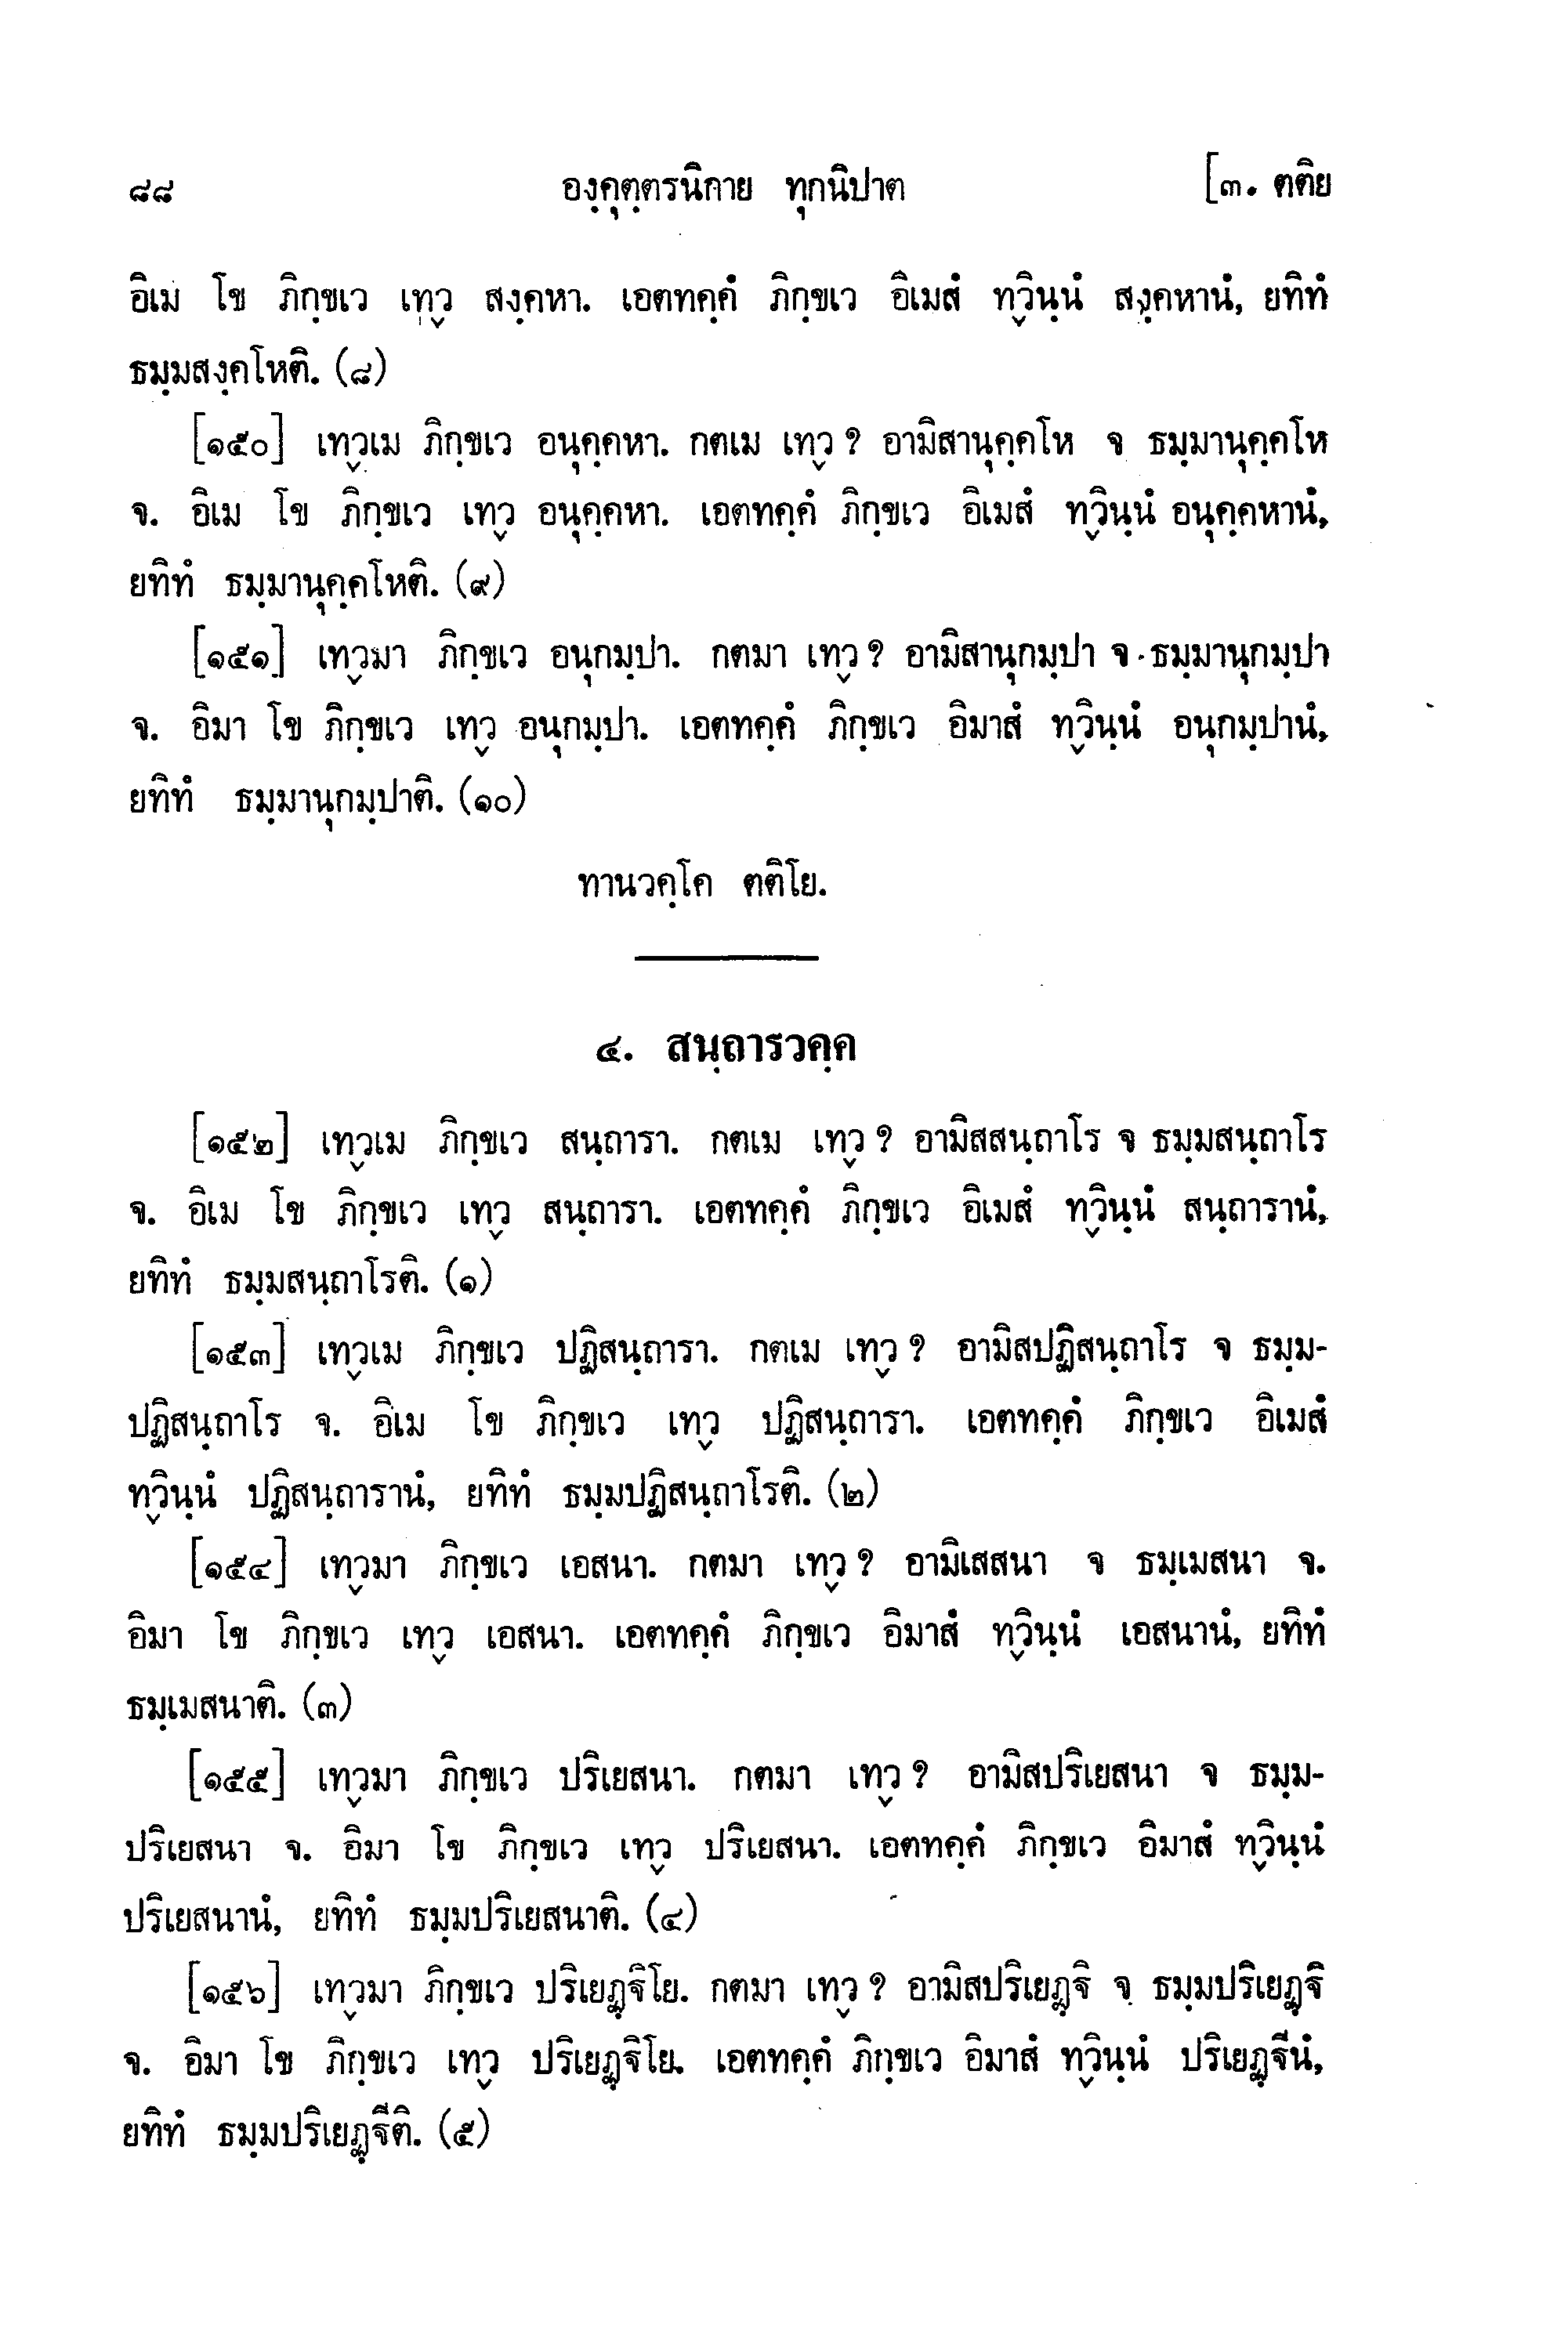 ๘๘ องฺคุตฺตรนิกาย ทุกนิปาต [๓. ตติย
อิเม โข ภิกฺขเว เทฺว สงฺคหา. เอตทคฺคํ ภิกฺขเว อิเมสํ ทฺวินฺนํ สงฺคหานํ, ยทิทํ
ธมฺมสงฺคโหติ. (๘)
[๑๕๐] เทฺวเม ภิกฺขเว อนุคฺคหา. กตเม เทฺว ? อามิสานุคฺคโห จ ธมฺมานุคฺคโห
จ. อิเม โข ภิกฺขเว เทฺว อนุคฺคหา. เอตทคฺคํ ภิกฺขเว อิเมสํ ทฺวินฺนํ อนุคฺคหานํ,
ยทิทํ ธมฺมานุคฺคโหติ. (๙)
[๑๕๑] เทฺวมา ภิกฺขเว อนุกมฺปา. กตมา เทฺว ? อามิสานุกมฺปา จ ธมฺมานุกมฺปา
จ. อิมา โข ภิกฺขเว เทฺว อนุกมฺปา. เอตทคฺคํ ภิกฺขเว อิมาสํ ทฺวินฺนํ อนุกมฺปานํ,
ยทิทํ ธมฺมานุกมฺปาติ. (๑๐)
ทานวคฺโค ตติโย.
๔. สนฺถารวคฺค
[๑๕๒] เทฺวเม ภิกฺขเว สนฺถารา. กตเม เทฺว ? อามิสสนฺถาโร จ ธมฺมสนฺถาโร
จ. อิเม โข ภิกฺขเว เทฺว สนฺถารา. เอตทคฺคํ ภิกฺขเว อิเมสํ ทฺวินฺนํ สนฺถารานํ,
ยทิทํ ธมฺมสนฺถาโรติ. (๑)
[๑๕๓] เทฺวเม ภิกฺขเว ปฏิสนฺถารา. กตเม เทฺว ? อามิสปฏิสนฺถาโร จ ธมฺม-
ปฏิสนฺถาโร จ. อิเม โข ภิกฺขเว เทฺว ปฏิสนฺถารา. เอตทคฺคํ ภิกฺขเว อิเมสํ
ทฺวินฺนํ ปฏิสนฺถารานํ, ยทิทํ ธมฺมปฏิสนฺถาโรติ. (๒)
[๑๕๔] เทฺวมา ภิกฺขเว เอสนา. กตมา เทฺว ? อามิเสสนา จ ธมฺเมสนา จ.
อิมา โข ภิกฺขเว เทฺว เอสนา. เอตทคฺคํ ภิกฺขเว อิมาสํ ทฺวินฺนํ เอสนานํ, ยทิทํ
ธมฺเมสนาติ. (๓)
[๑๕๕] เทฺวมา ภิกฺขเว ปริเยสนา. กตมา เทฺว ? อามิสปริเยสนา จ ธมฺม-
ปริเยสนา จ. อิมา โข ภิกฺขเว เทฺว ปริเยสนา. เอตทคฺคํ ภิกฺขเว อิมาสํ ทฺวินฺนํ
ปริเยสนานํ, ยทิทํ ธมฺมปริเยสนาติ. (๔)
[๑๕๖] เทฺวมา ภิกฺขเว ปริเยฏฺฐิโย. กตมา เทฺว ? อามิสปริเยฏฺฐิ จ ธมฺมปริเยฏฺฐิ
จ. อิมา โข ภิกฺขเว เทฺว ปริเยฏฺฐิโย. เอตทคฺคํ ภิกฺขเว อิมาสํ ทฺวินฺนํ ปริเยฏฺฐีนํ,
ยทิทํ ธมฺมปริเยฏฺฐีติ. (๕)